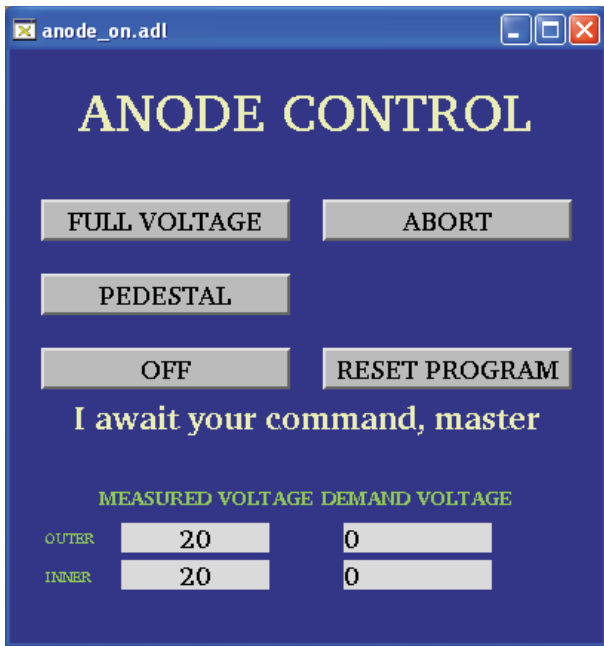 anode_on.adl
ANODE CONTROL
FULL VOLTAGE ABORT
PEDESTAL
OFF RESET PROGRAM
I await your command, master
MEASURED VOLTAGE DEMAND VOLTAGE
OUTER 20 0
INNER 20 0